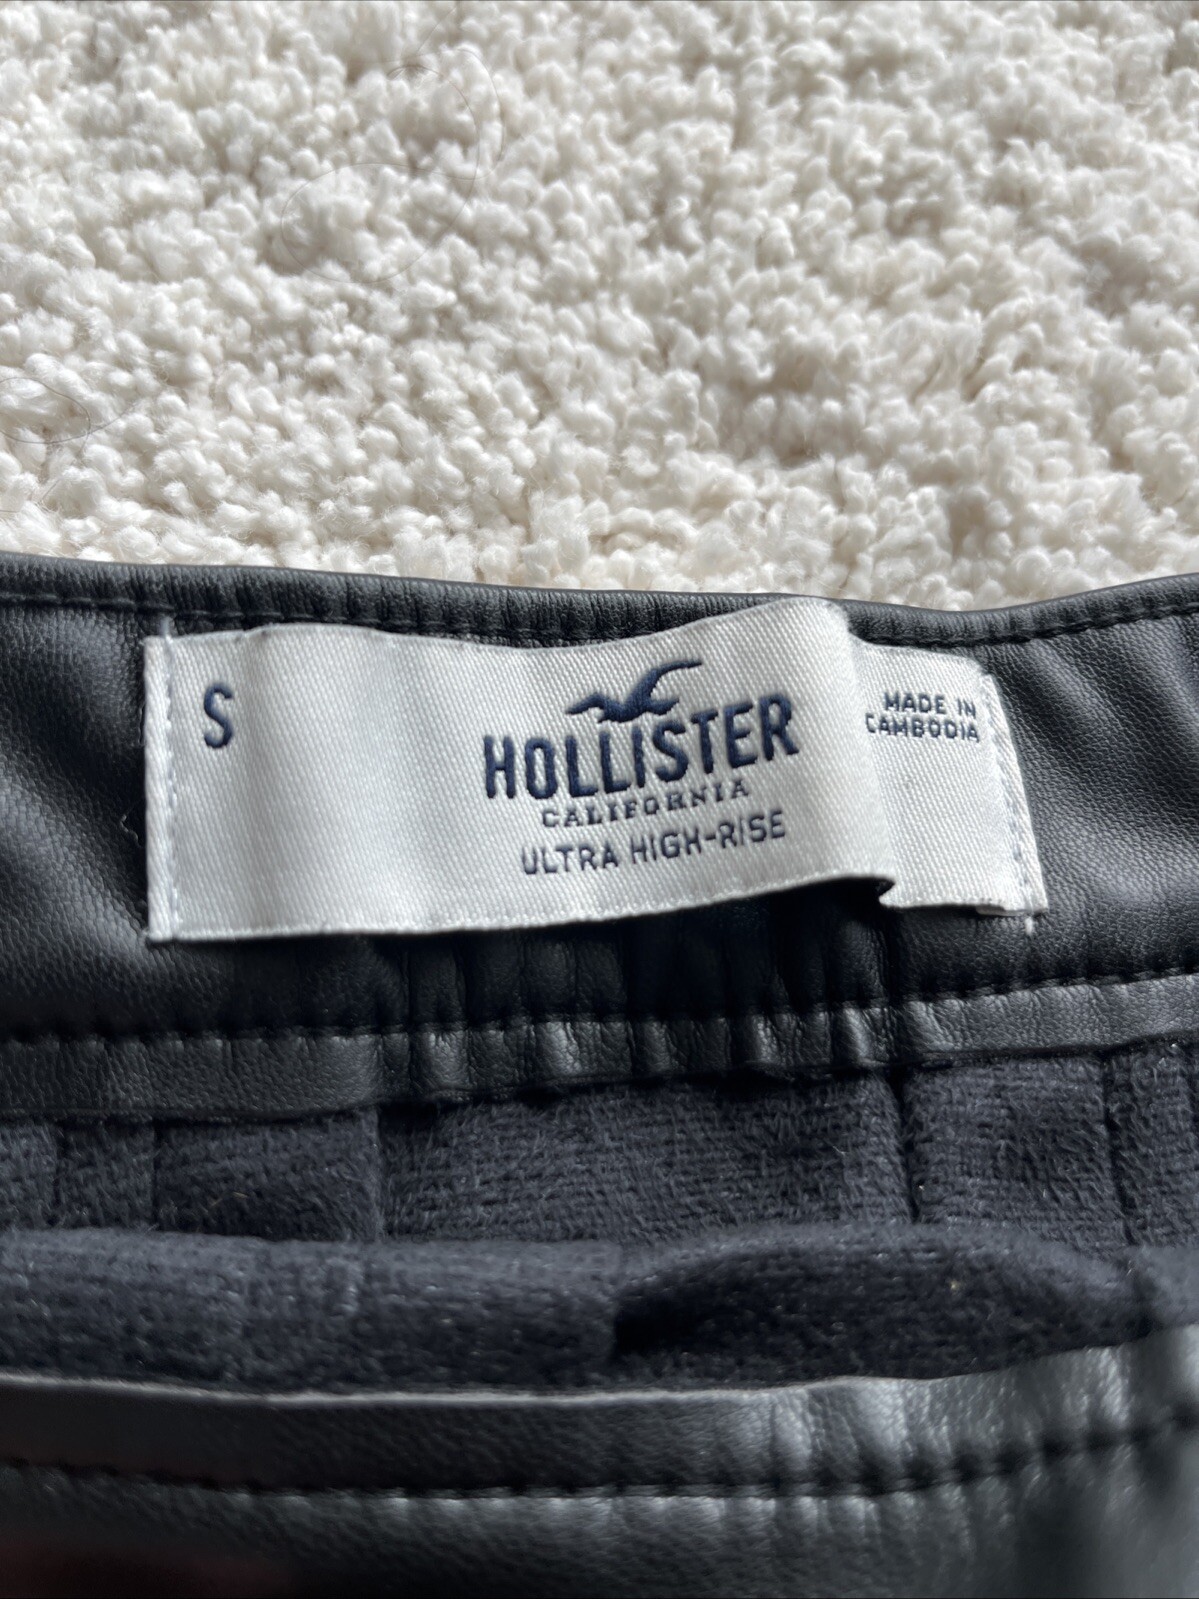 S
HOLLISTER
CALIFORNIA
ULTRA HIGH-RISE
MADE IN
CAMBODIA